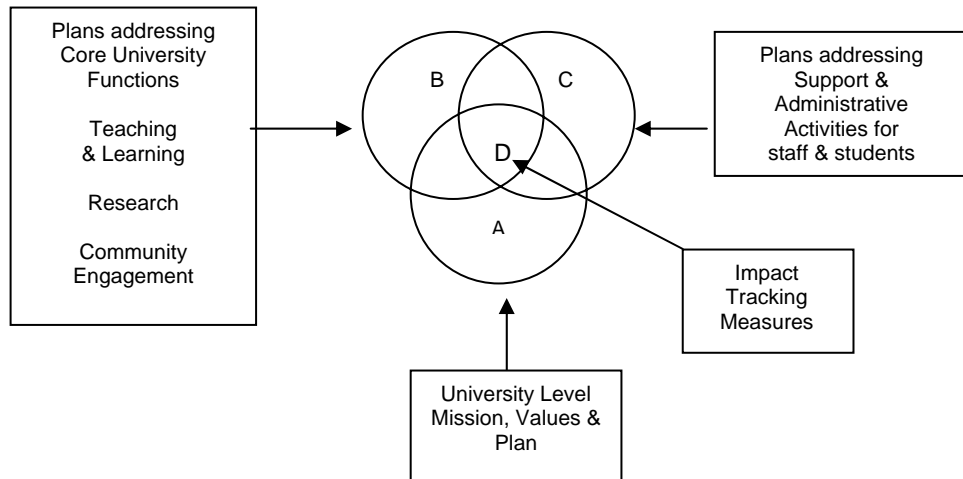 Plans addressing
Core University
Functions
Teaching
& Learning
Research
Community
Engagement
B
C
D
A
Plans addressing
Support &
Administrative
Activities for
staff & students
Impact
Tracking
Measures
University Level
Mission, Values &
Plan